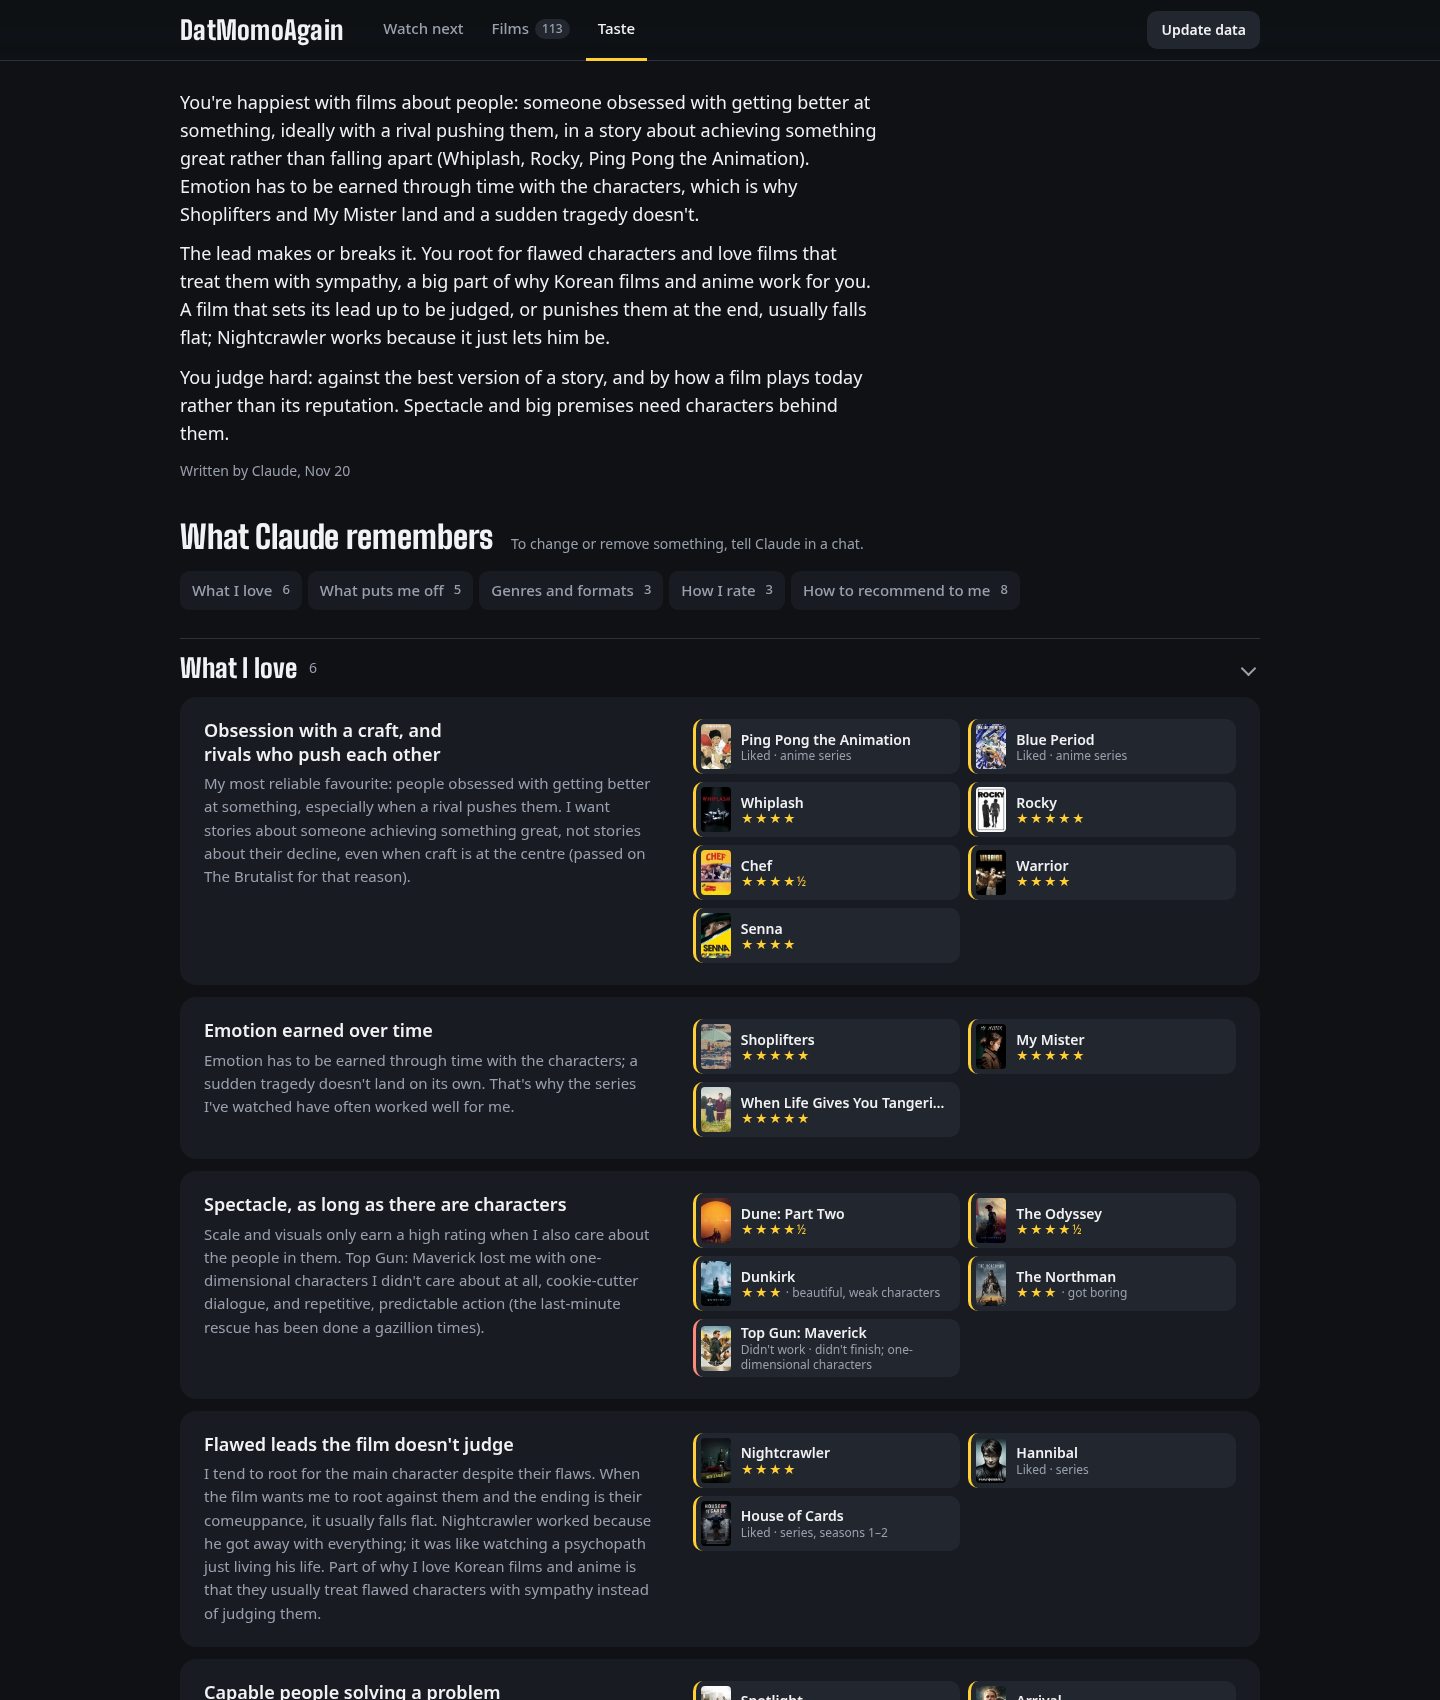 DatMomoAgain
Watch next
Films 113
Taste
Update data
You're happiest with films about people: someone obsessed with getting better at
something, ideally with a rival pushing them, in a story about achieving something
great rather than falling apart (Whiplash, Rocky, Ping Pong the Animation).
Emotion has to be earned through time with the characters, which is why
Shoplifters and My Mister land and a sudden tragedy doesn't.
The lead makes or breaks it. You root for flawed characters and love films that
treat them with sympathy, a big part of why Korean films and anime work for you.
A film that sets its lead up to be judged, or punishes them at the end, usually falls
flat; Nightcrawler works because it just lets him be.
You judge hard: against the best version of a story, and by how a film plays today
rather than its reputation. Spectacle and big premises need characters behind
them.
Written by Claude, Nov 20
What Claude remembers
To change or remove something, tell Claude in a chat.
What I love 6
What puts me off 5
Genres and formats 3
How I rate 3
How to recommend to me 8
What I love 6
Obsession with a craft, and
rivals who push each other
My most reliable favourite: people obsessed with getting better
at something, especially when a rival pushes them. I want
stories about someone achieving something great, not stories
about their decline, even when craft is at the centre (passed on
The Brutalist for that reason).
Ping Pong the Animation
Liked · anime series
Blue Period
Liked · anime series
WHIPLASH
Whiplash
★★★★
ROCKY
Rocky
★★★★★
CHEF
Chef
★★★★½
WARRIOR
Warrior
★★★★
SENNA
Senna
★★★★
Emotion earned over time
Emotion has to be earned through time with the characters; a
sudden tragedy doesn't land on its own. That's why the series
I've watched have often worked well for me.
Shoplifters
★★★★★
My Mister
★★★★★
When Life Gives You Tangeri...
★★★★★
Spectacle, as long as there are characters
Scale and visuals only earn a high rating when I also care about
the people in them. Top Gun: Maverick lost me with one-
dimensional characters I didn't care about at all, cookie-cutter
dialogue, and repetitive, predictable action (the last-minute
rescue has been done a gazillion times).
Dune: Part Two
★★★★½
The Odyssey
★★★★½
Dunkirk
★★★ · beautiful, weak characters
The Northman
★★★ · got boring
Top Gun: Maverick
Didn't work · didn't finish; one-
dimensional characters
Flawed leads the film doesn't judge
I tend to root for the main character despite their flaws. When
the film wants me to root against them and the ending is their
comeuppance, it usually falls flat. Nightcrawler worked because
he got away with everything; it was like watching a psychopath
just living his life. Part of why I love Korean films and anime is
that they usually treat flawed characters with sympathy instead
of judging them.
Nightcrawler
★★★★
Hannibal
Liked · series
HOUSE of CARDS
House of Cards
Liked · series, seasons 1–2
Capable people solving a problem
Spotlight
Arrival